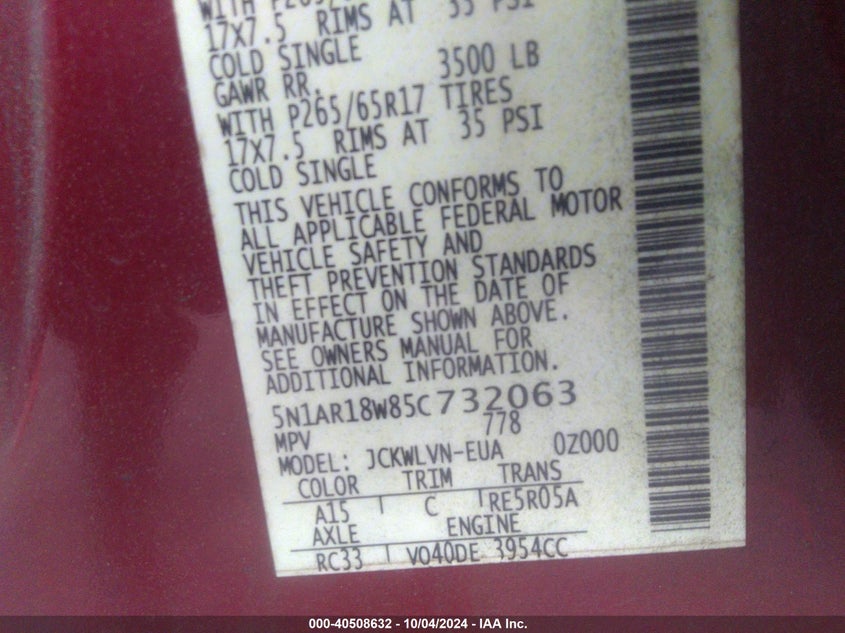 WITH P265/
17X7.5 RIMS AT 35 PSI
COLD SINGLE
GAWR RR. 3500 LB
WITH P265/65R17 TIRES
17X7.5 RIMS AT 35 PSI
COLD SINGLE
THIS VEHICLE CONFORMS TO
ALL APPLICABLE FEDERAL MOTOR
VEHICLE SAFETY AND
THEFT PREVENTION STANDARDS
IN EFFECT ON THE DATE OF
MANUFACTURE SHOWN ABOVE.
SEE OWNERS MANUAL FOR
ADDITIONAL INFORMATION.
5N1AR18W85C732063
MPV 778
MODEL: JCKWLVN-EUA 0Z000
COLOR TRIM TRANS
A15 C RE5R05A
AXLE ENGINE
RC33 VO40DE 3954CC
000-40508632 - 10/04/2024 - IAA Inc.